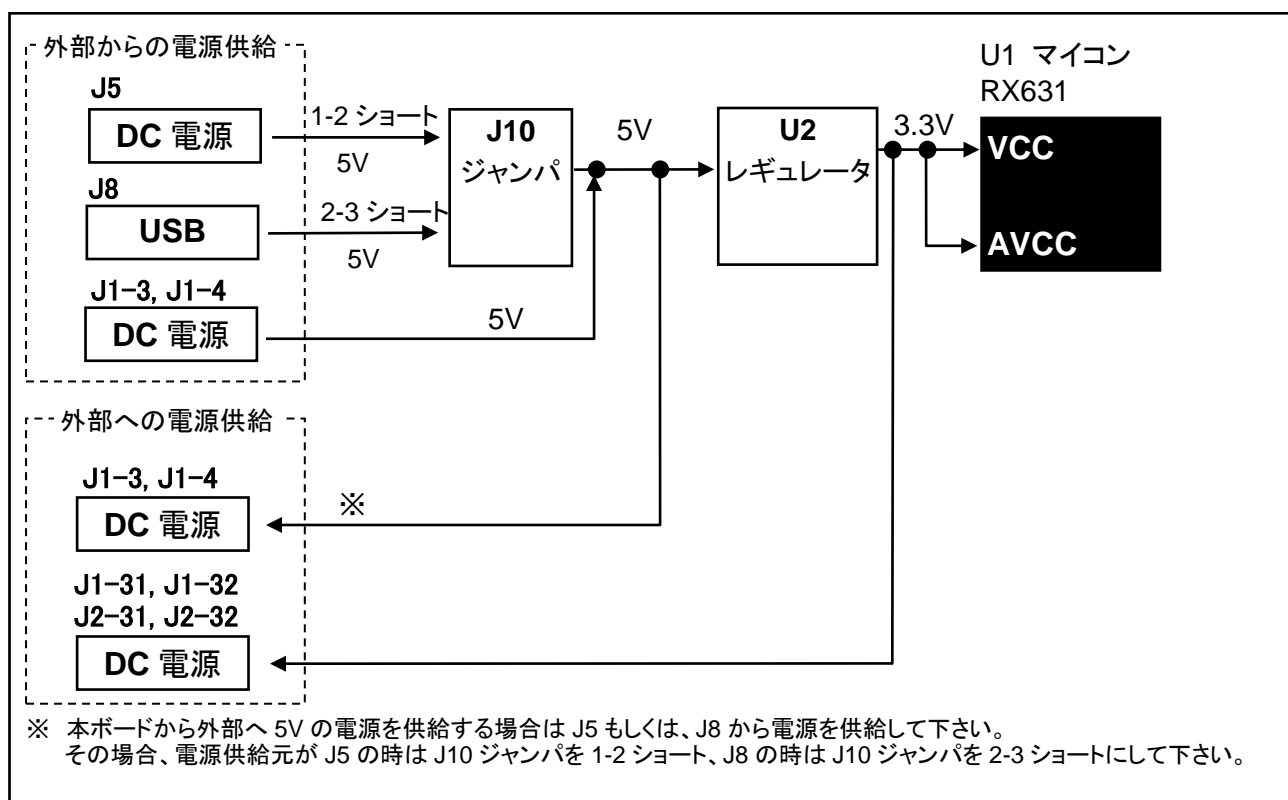 外部からの電源供給
J5
DC 電源
1-2 ショート
5V
J8
USB
2-3 ショート
5V
J1-3, J1-4
DC 電源
5V
J10
ジャンパ
5V
U2
レギュレータ
3.3V
U1 マイコン
RX631
VCC
AVCC
外部への電源供給
J1-3, J1-4
DC 電源
※
J1-31, J1-32
J2-31, J2-32
DC 電源
※ 本ボードから外部へ 5V の電源を供給する場合は J5 もしくは、J8 から電源を供給して下さい。
その場合、電源供給元が J5 の時は J10 ジャンパを 1-2 ショート、J8 の時は J10 ジャンパを 2-3 ショートにして下さい。